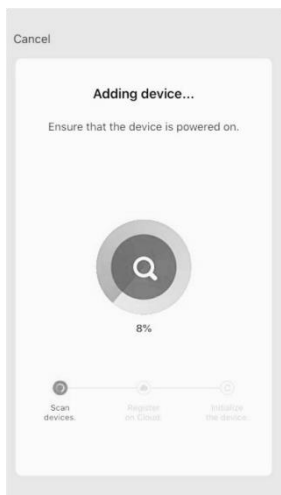 Cancel
Adding device...
Ensure that the device is powered on.
8%
Scan
devices.
Register
on Cloud.
Initialize
the device.